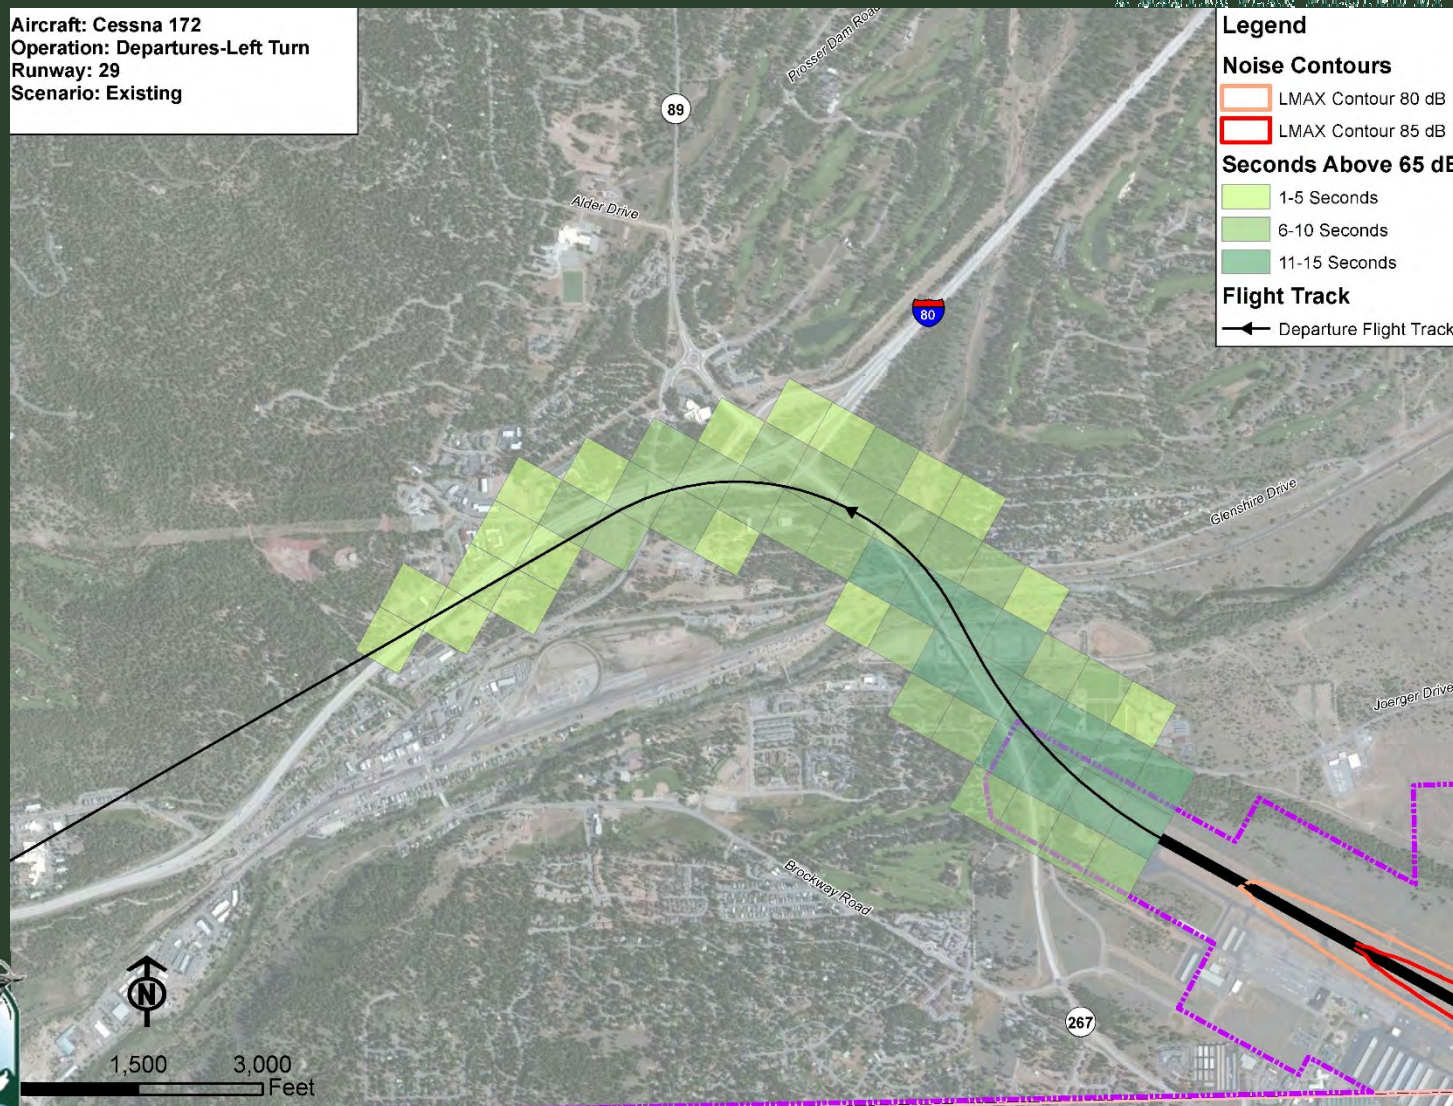 Aircraft: Cessna 172
Operation: Departures-Left Turn
Runway: 29
Scenario: Existing
Legend
Noise Contours
LMAX Contour 80 dB
LMAX Contour 85 dB
Seconds Above 65 dB
1-5 Seconds
6-10 Seconds
11-15 Seconds
Flight Track
Departure Flight Track
Prosser Dam Road
89
Alder Drive
80
Glenshire Drive
Joerger Drive
Brockway Road
267
N
1,500 3,000
Feet